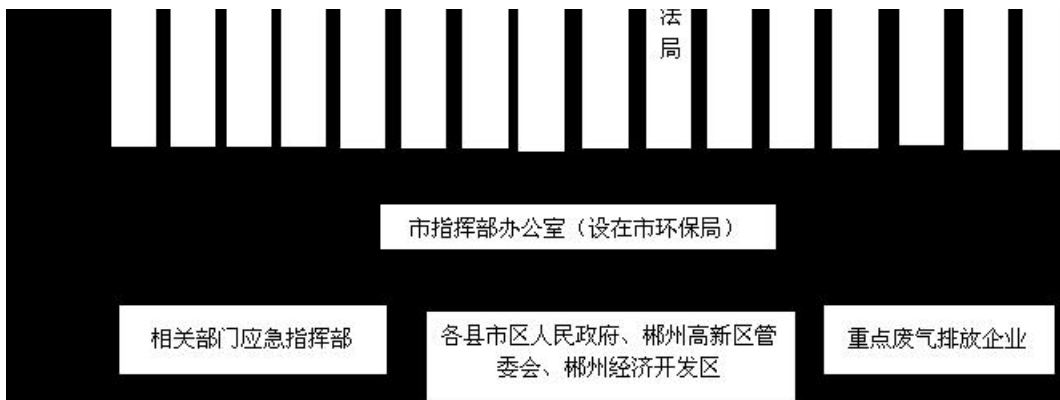 法
局
市指挥部办公室（设在市环保局）
相关部门应急指挥部
各县市区人民政府、郴州高新区管
委会、郴州经济开发区
重点废气排放企业